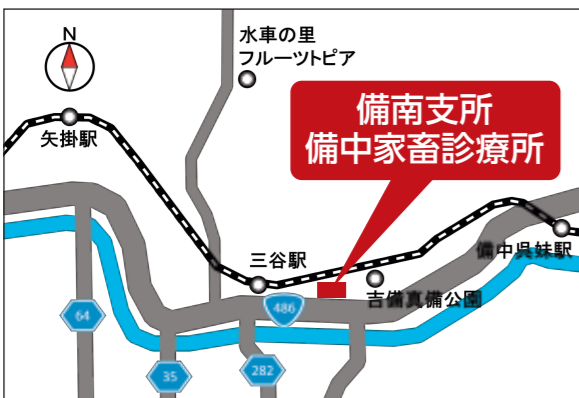 N
水車の里
フルーツトピア
備南支所
備中家畜診療所
矢掛駅
三谷駅
備中呉妹駅
吉備真備公園
486
64
35
282